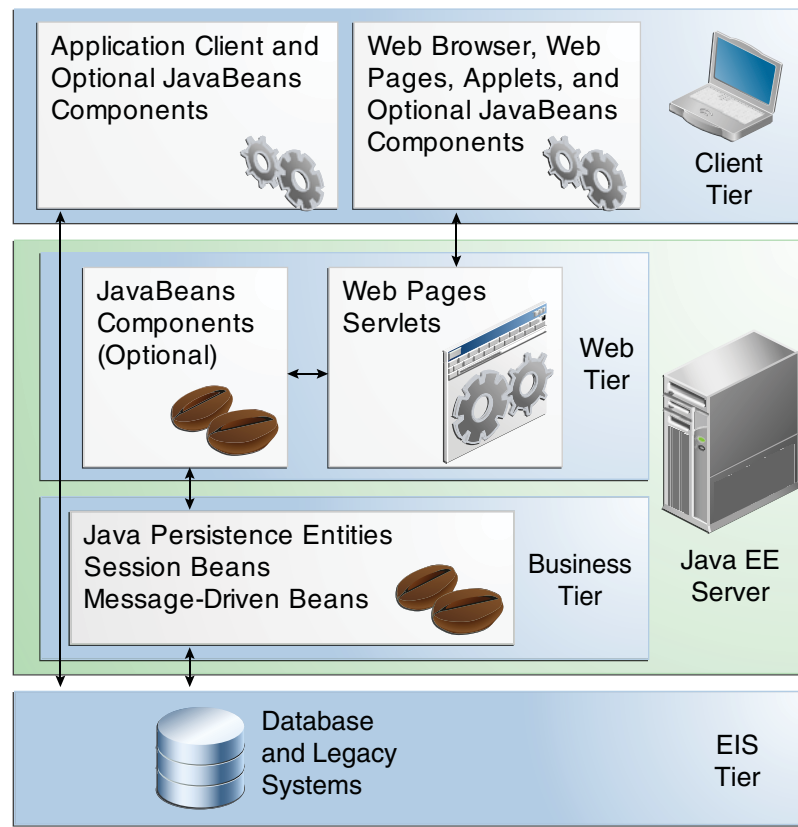 Application Client and
Optional JavaBeans
Components
Web Browser, Web
Pages, Applets, and
Optional JavaBeans
Components
Client
Tier
JavaBeans
Components
(Optional)
Web Pages
Servlets
Web
Tier
Java Persistence Entities
Session Beans
Message-Driven Beans
Business
Tier
Java EE
Server
Database
and Legacy
Systems
EIS
Tier